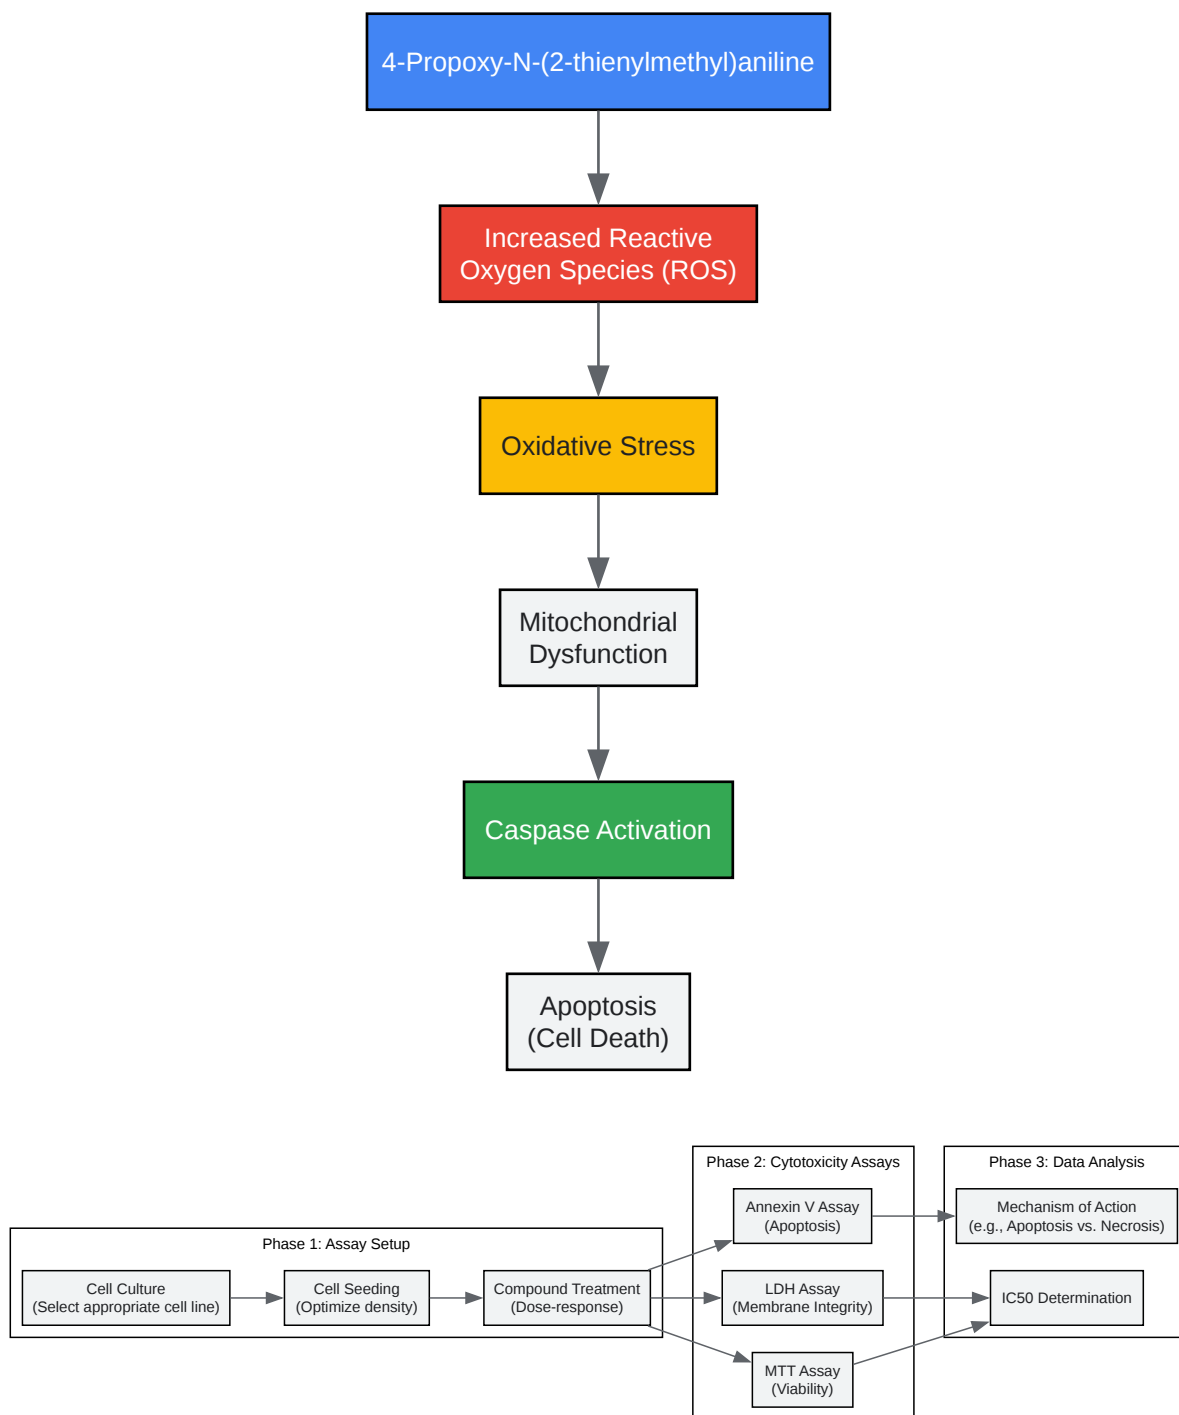 4-Propoxy-N-(2-thienylmethyl)aniline
Increased Reactive
Oxygen Species (ROS)
Oxidative Stress
Mitochondrial
Dysfunction
Caspase Activation
Apoptosis
(Cell Death)
Phase 1: Assay Setup
Cell Culture
(Select appropriate cell line)
Cell Seeding
(Optimize density)
Compound Treatment
(Dose-response)
Phase 2: Cytotoxicity Assays
Annexin V Assay
(Apoptosis)
LDH Assay
(Membrane Integrity)
MTT Assay
(Viability)
Phase 3: Data Analysis
Mechanism of Action
(e.g., Apoptosis vs. Necrosis)
IC50 Determination